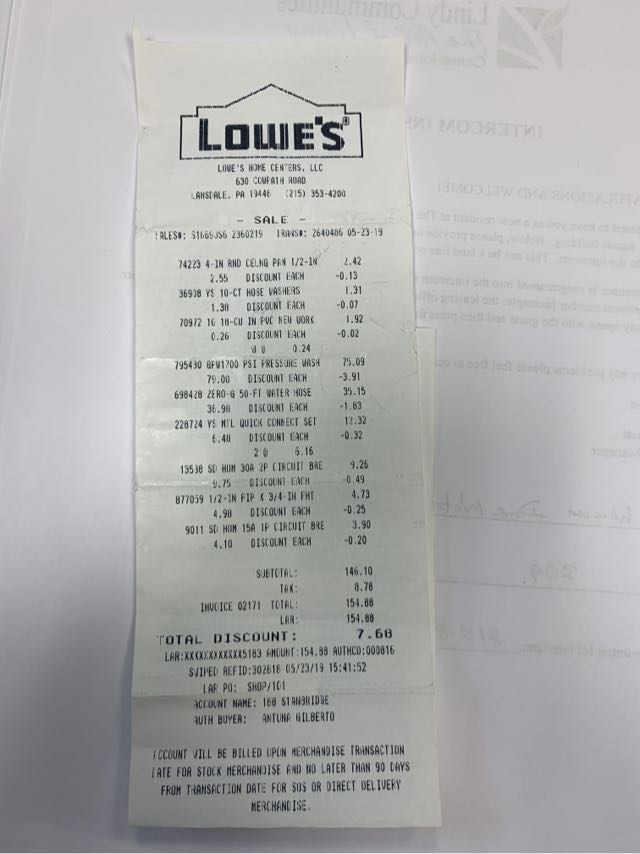 LOWE'S
LOWE'S HOME CENTERS, LLC
630 COWPATH ROAD
LANSDALE, PA 19446 (215) 353-4200
- SALE -
SALES#: S1669JS6 2360219 TRANS#: 2640486 05-23-19
74223 4-IN RND CELNG PAN 1/2-IN 2.42
2.55 DISCOUNT EACH -0.13
36938 YS 10-CT HOSE WASHERS 1.31
1.38 DISCOUNT EACH -0.07
70972 16 18-CU IN PVC NEW WORK 1.92
0.26 DISCOUNT EACH -0.02
8 @ 0.24
795430 GPW1700 PSI PRESSURE WASH 75.09
79.00 DISCOUNT EACH -3.91
698428 ZERO-G 50-FT WATER HOSE 35.15
36.98 DISCOUNT EACH -1.83
228724 YS MTL QUICK CONNECT SET 12.32
6.48 DISCOUNT EACH -0.32
2 @ 6.16
13538 SD HOM 30A 2P CIRCUIT BRE 9.26
9.75 DISCOUNT EACH -0.49
877059 1/2-IN FIP X 3/4-IN FHT 4.73
4.98 DISCOUNT EACH -0.25
9011 SD HOM 15A 1P CIRCUIT BRE 3.90
4.10 DISCOUNT EACH -0.20
SUBTOTAL: 146.10
TAX: 8.78
INVOICE 02171 TOTAL: 154.88
LAR: 154.88
TOTAL DISCOUNT: 7.68
LAR:XXXXXXXXXXXX5183 AMOUNT:154.88 AUTHCD:000816
SWIPED REFID:302818 05/23/19 15:41:52
LAR PO: SHOP/101
ACCOUNT NAME: 188 STANBRIDGE
AUTH BUYER: ANTUNA GILBERTO
ACCOUNT WILL BE BILLED UPON MERCHANDISE TRANSACTION
DATE FOR STOCK MERCHANDISE AND NO LATER THAN 90 DAYS
FROM TRANSACTION DATE FOR SOS OR DIRECT DELIVERY
MERCHANDISE.
Lindy Communities
INTERCOM INS